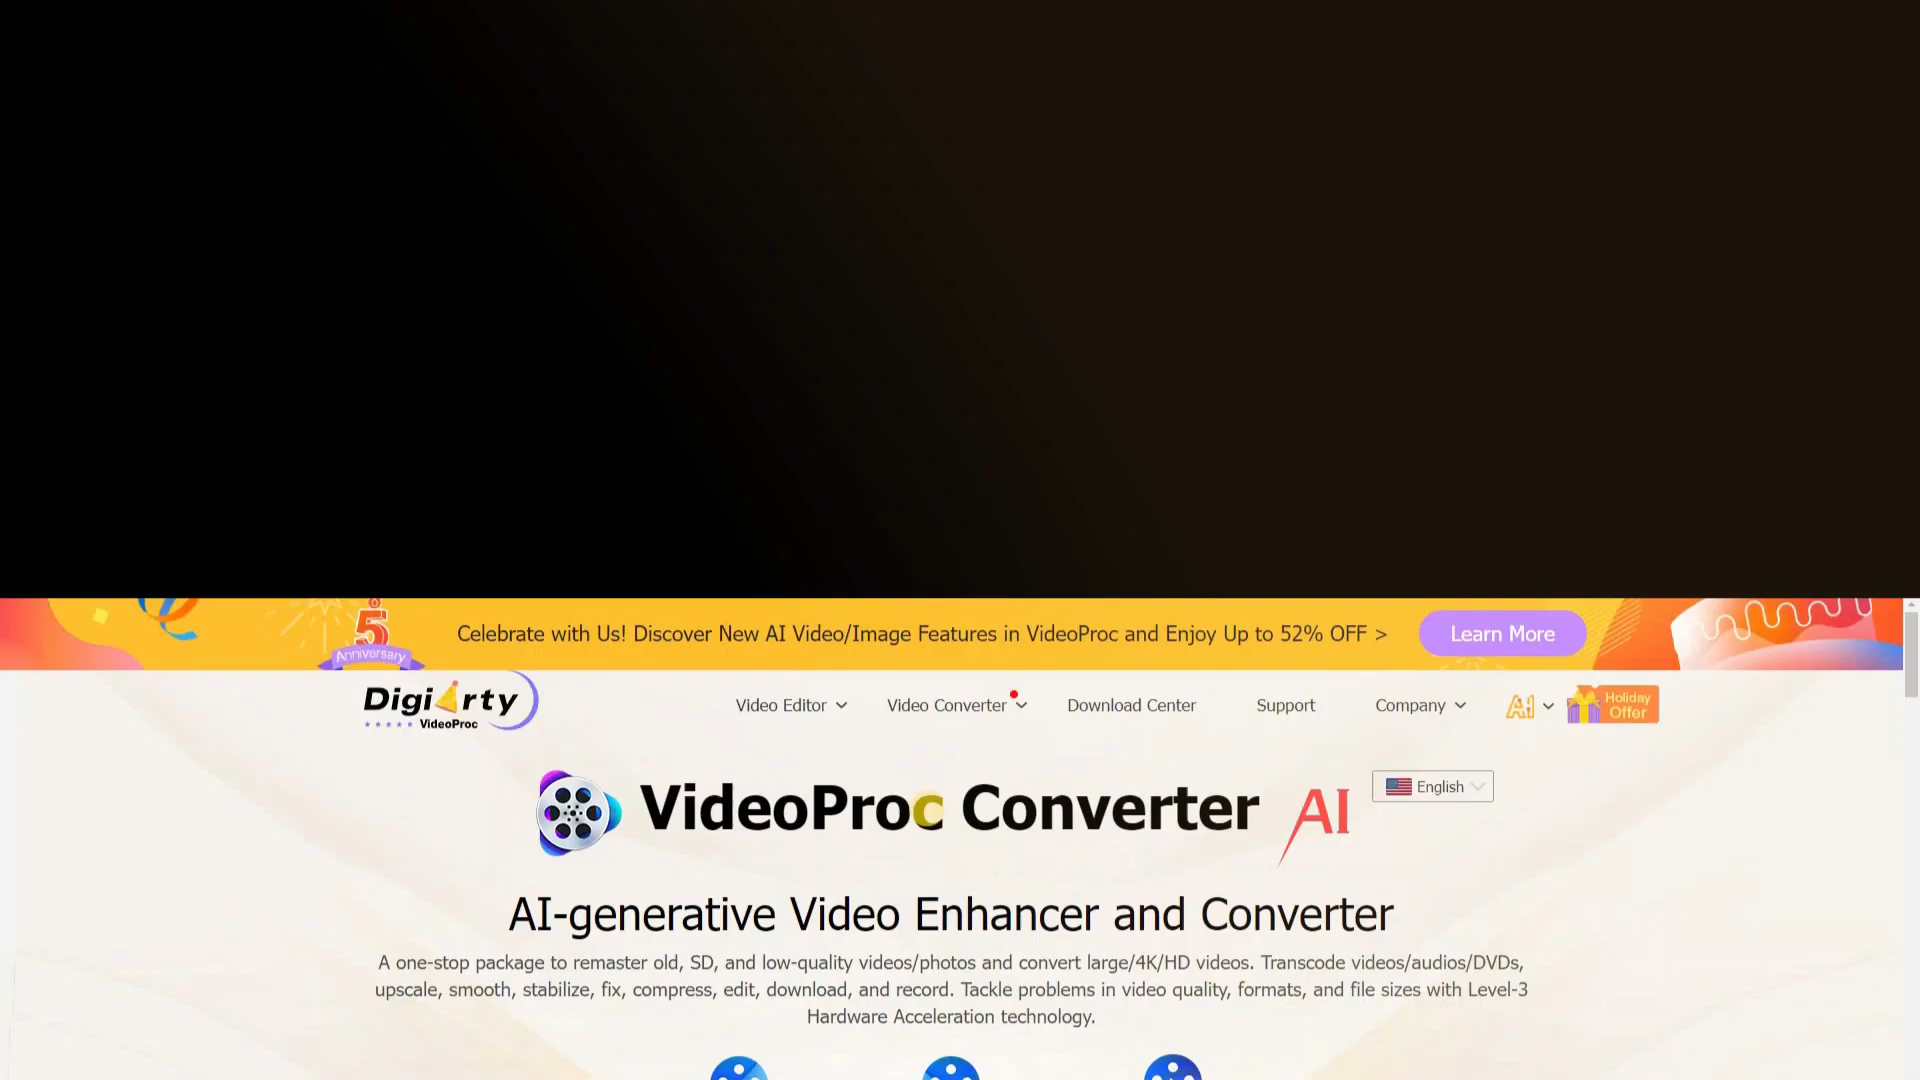 5
Anniversary
Celebrate with Us! Discover New AI Video/Image Features in VideoProc and Enjoy Up to 52% OFF >
Learn More
DigiArty
VideoProc
Video Editor
Video Converter
Download Center
Support
Company
AI
Holiday
Offer
VideoProc Converter AI
English
AI-generative Video Enhancer and Converter
A one-stop package to remaster old, SD, and low-quality videos/photos and convert large/4K/HD videos. Transcode videos/audios/DVDs,
upscale, smooth, stabilize, fix, compress, edit, download, and record. Tackle problems in video quality, formats, and file sizes with Level-3
Hardware Acceleration technology.